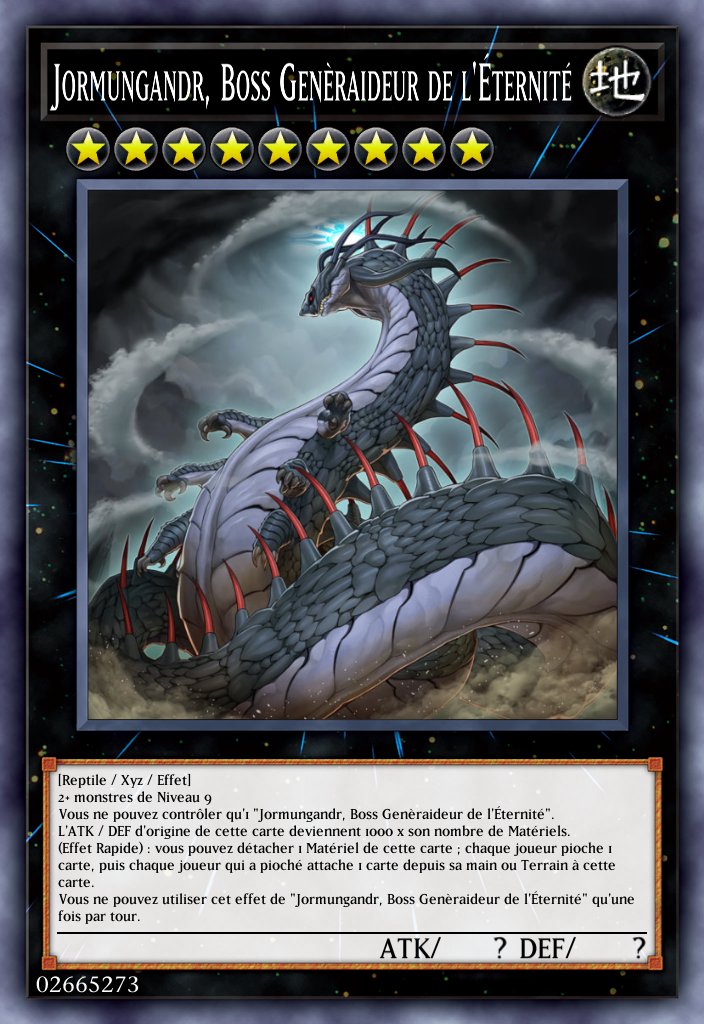 Jormungandr, Boss Genèraideur de l'Éternité
地
[Reptile / Xyz / Effet]
2+ monstres de Niveau 9
Vous ne pouvez contrôler qu'1 "Jormungandr, Boss Genèraideur de l'Éternité".
L'ATK / DEF d'origine de cette carte deviennent 1000 x son nombre de Matériels.
(Effet Rapide) : vous pouvez détacher 1 Matériel de cette carte ; chaque joueur pioche 1
carte, puis chaque joueur qui a pioché attache 1 carte depuis sa main ou Terrain à cette
carte.
Vous ne pouvez utiliser cet effet de "Jormungandr, Boss Genèraideur de l'Éternité" qu'une
fois par tour.
ATK/ ? DEF/ ?
02665273